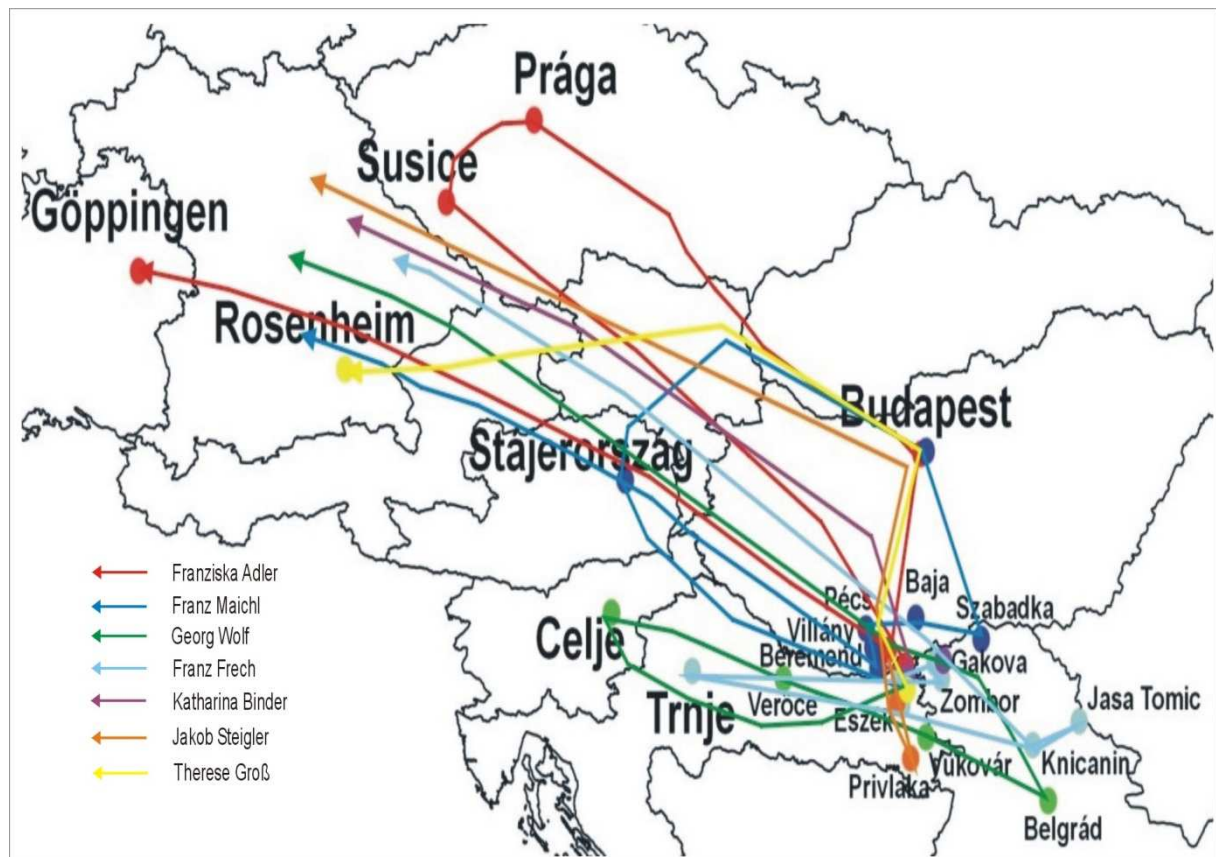 Prága
Susice
Göppingen
Rosenheim
Budapest
Stájerország
Franziska Adler
Franz Maichl
Georg Wolf
Franz Frech
Katharina Binder
Jakob Steigler
Therese Groß
Baja
Pécs
Szabadka
Villány
Celje
Beremend
Gakova
Trnje
Veröce
Zombor
Jasa Tomic
Eszék
Vukovár
Knicanin
Privlaka
Belgrád